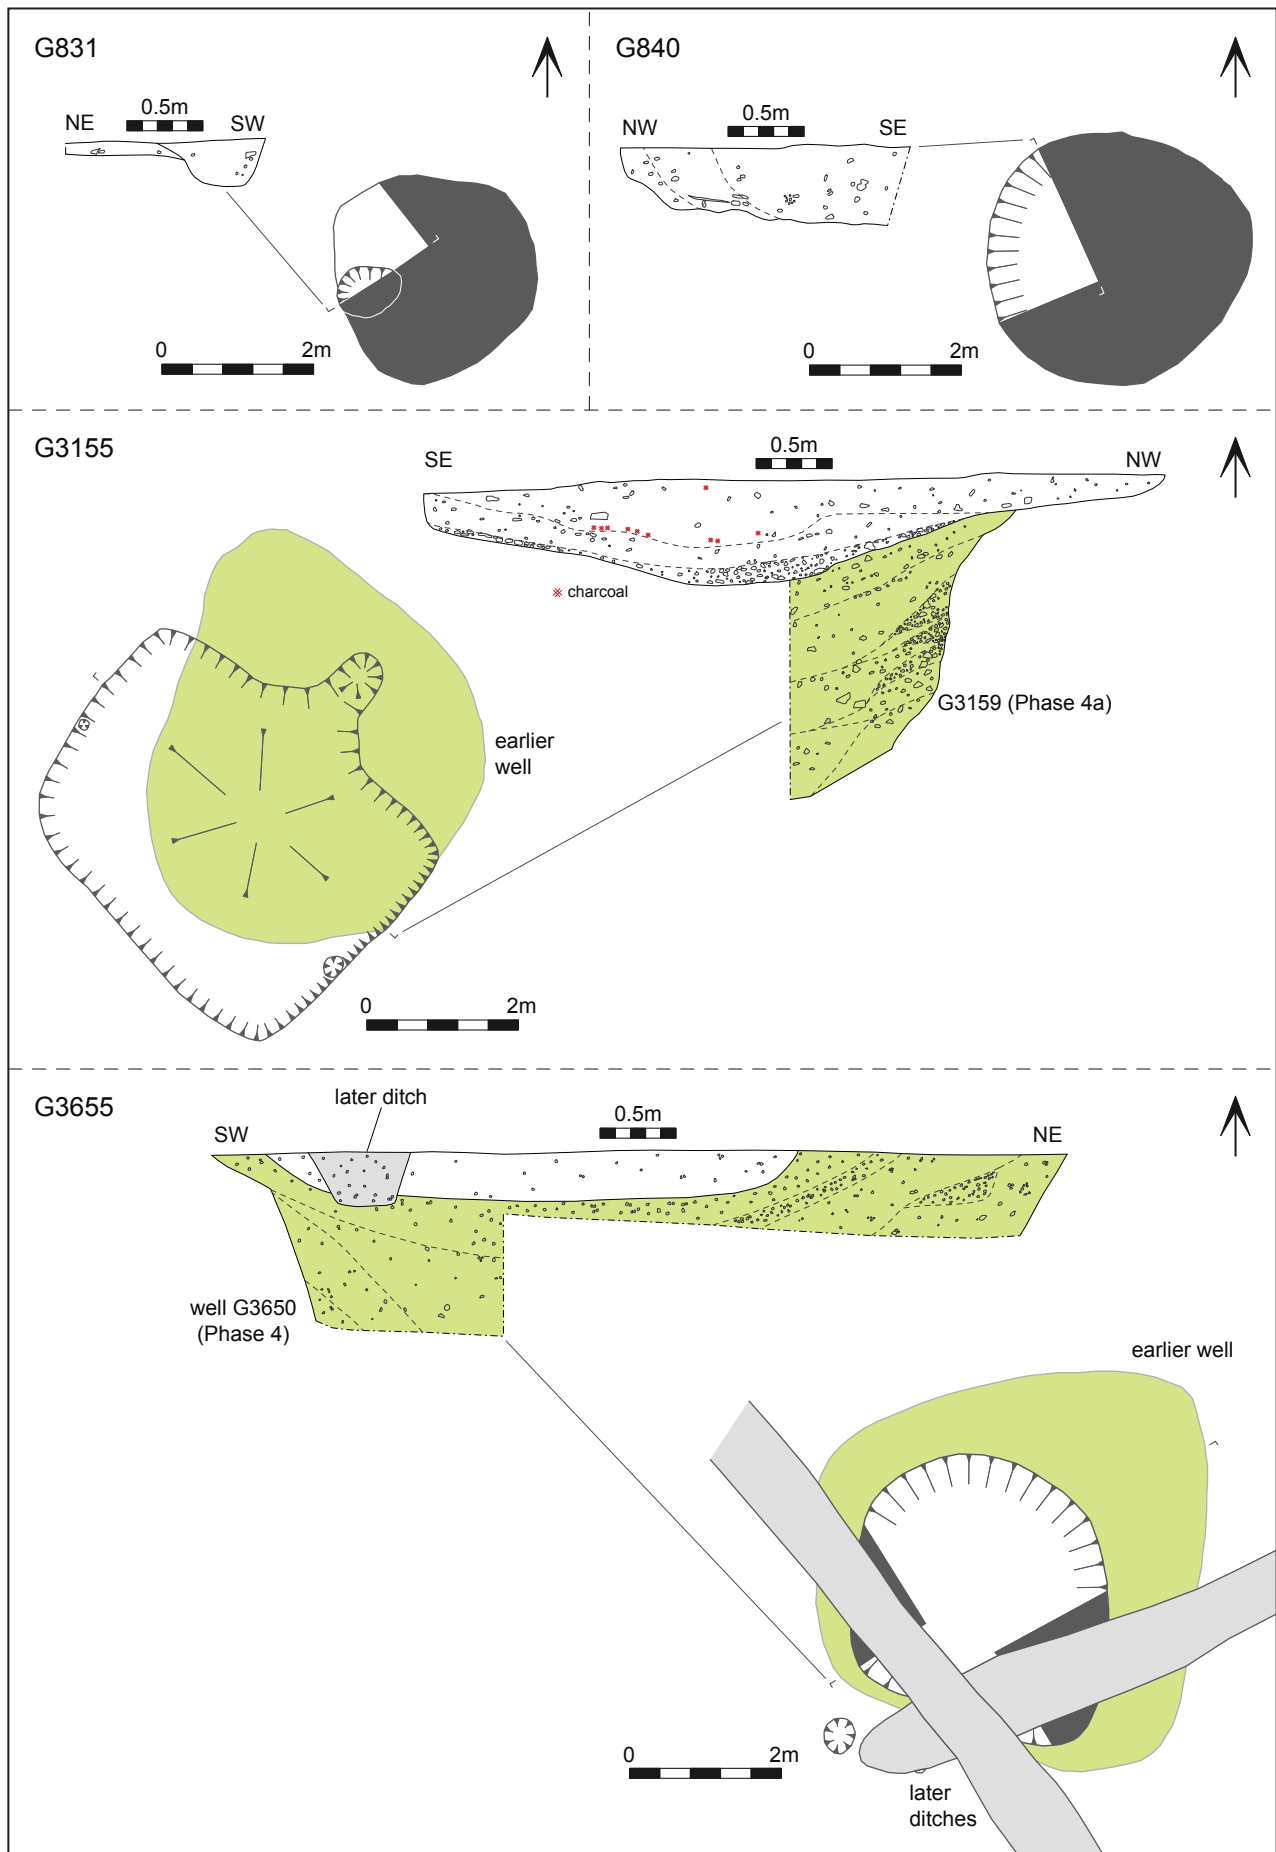 G831
0.5m
NE
SW
0
2m
G840
0.5m
NW
SE
0
2m
G3155
SE
0.5m
NW
charcoal
G3159 (Phase 4a)
earlier
well
0
2m
G3655
later ditch
SW
0.5m
NE
well G3650
(Phase 4)
earlier well
0
2m
later
ditches